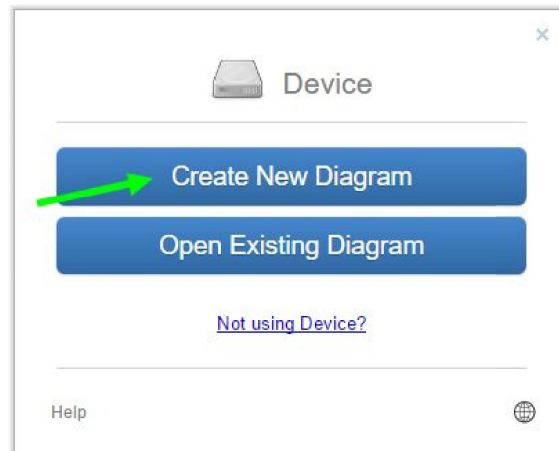 Device
Create New Diagram
Open Existing Diagram
Not using Device?
Help